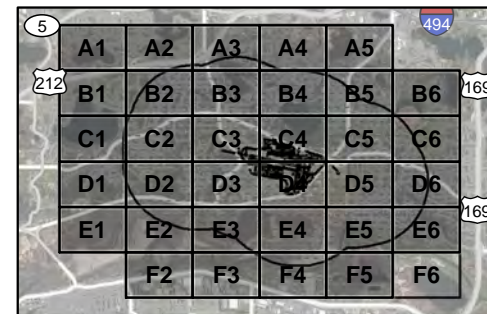 5
494
A1 A2 A3 A4 A5
212
169
B1 B2 B3 B4 B5 B6
C1 C2 C3 C4 C5 C6
D1 D2 D3 D4 D5 D6
169
E1 E2 E3 E4 E5 E6
F2 F3 F4 F5 F6